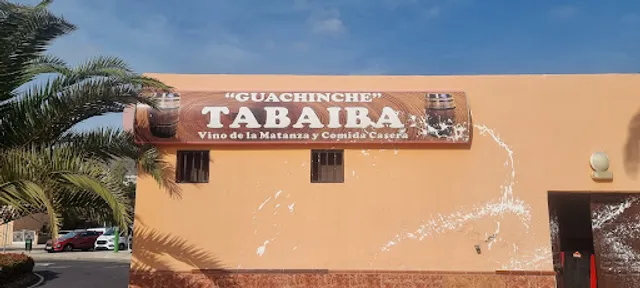 "GUACHINCHE"
TABAIBA
Vino de la Matanza y Comida Casera